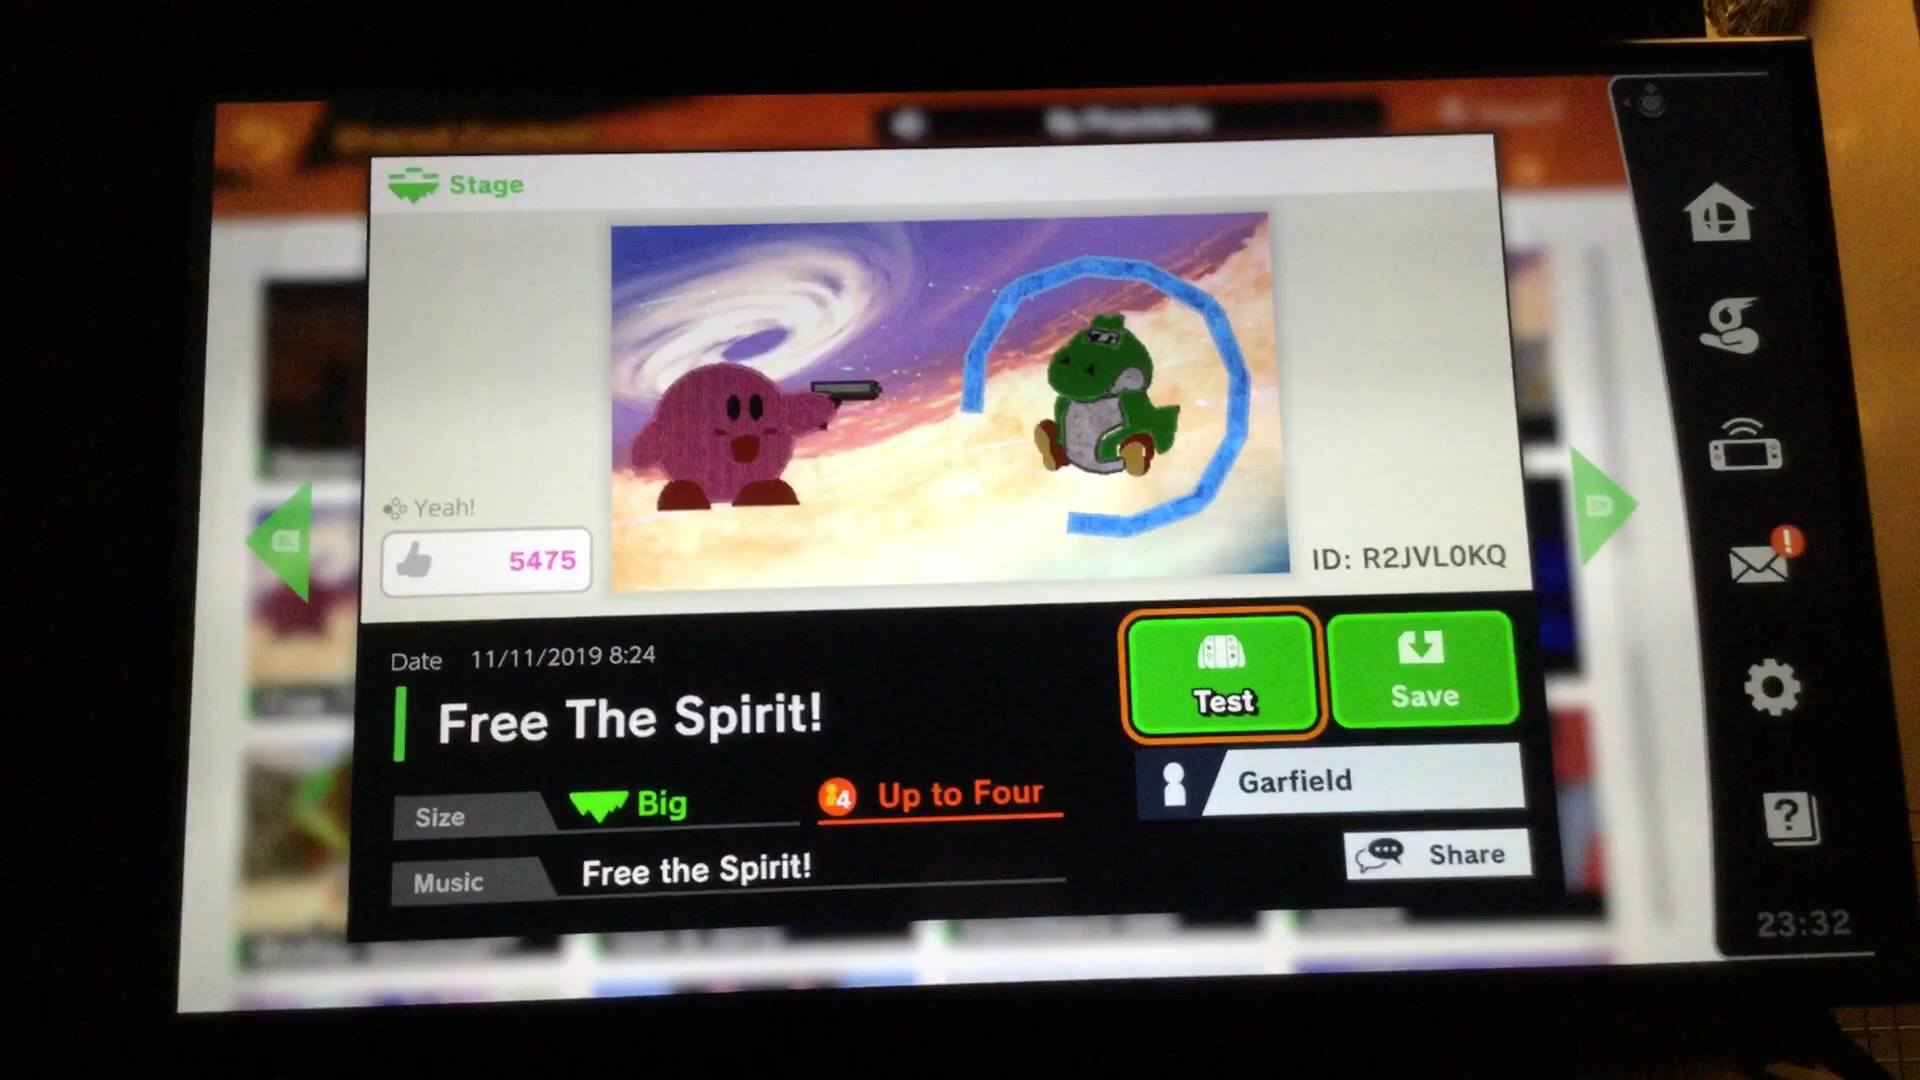 Stage
Yeah!
5475
ID: R2JVL0KQ
Date 11/11/2019 8:24
Free The Spirit!
Test
Save
Size Big
4 Up to Four
Garfield
Music Free the Spirit!
Share
23:32